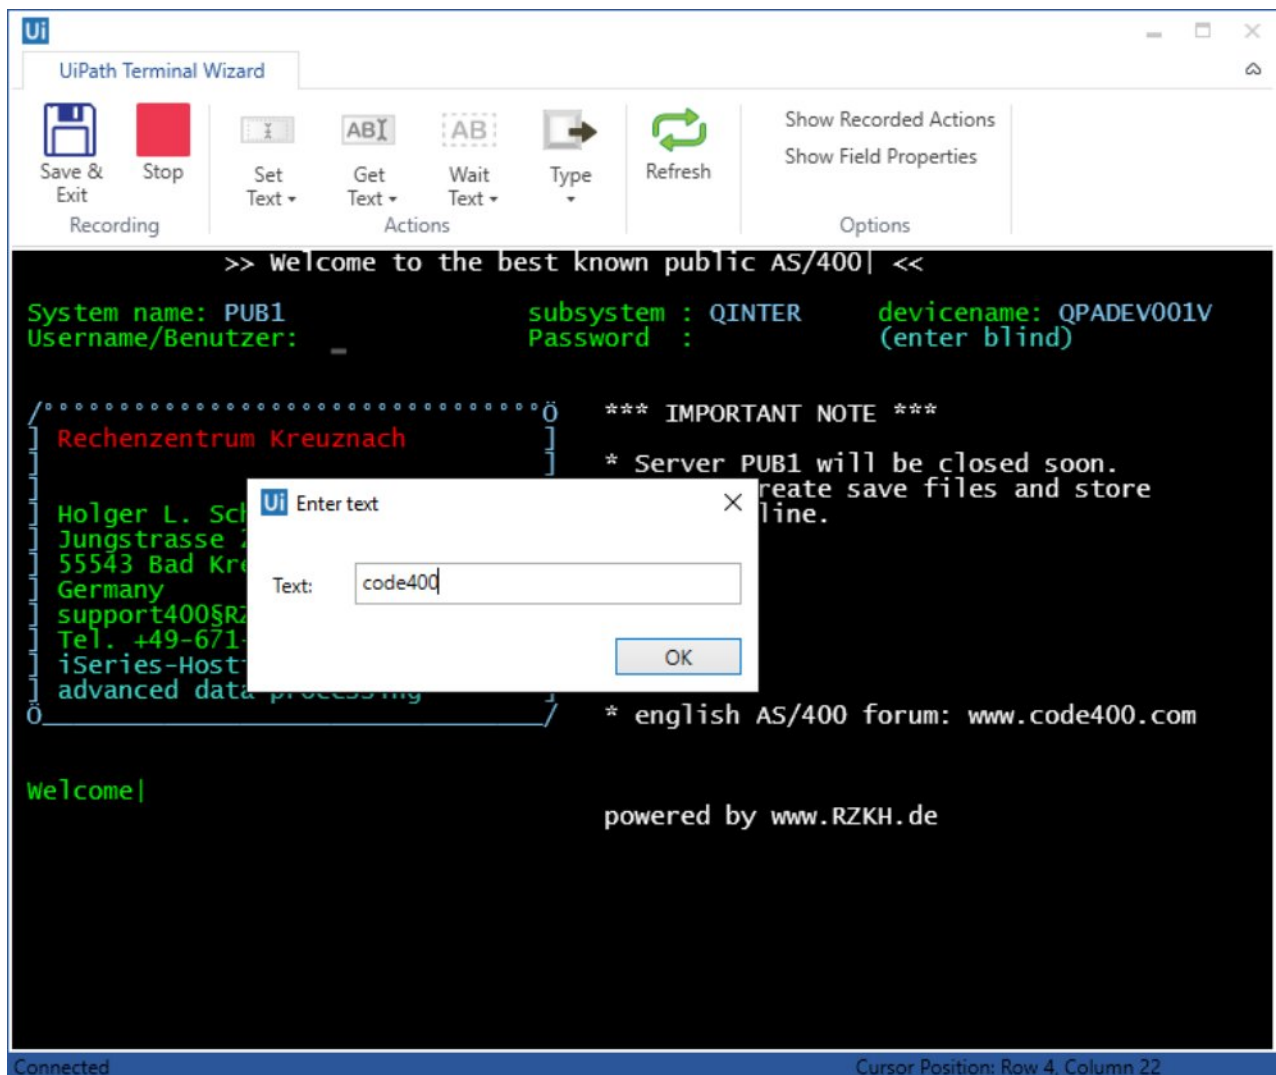 Ui
UiPath Terminal Wizard
Save & Exit
Stop
Set Text
Get Text
Wait Text
Type
Refresh
Show Recorded Actions
Show Field Properties
Recording
Actions
Options
>> Welcome to the best known public AS/400| <<
System name: PUB1 subsystem : QINTER devicename: QPADEV001V
Username/Benutzer: _ Password : (enter blind)
*** IMPORTANT NOTE ***
] Rechenzentrum Kreuznach ]
* Server PUB1 will be closed soon.
save files and store
Holger L.
line.
Jungstrasse
55543 Bad
Germany
Tel. +49-671-
advanced data
Ui Enter text
Text: code400
OK
* english AS/400 forum: www.code400.com
Welcome|
powered by www.RZKH.de
Connected
Cursor Position: Row 4, Column 22